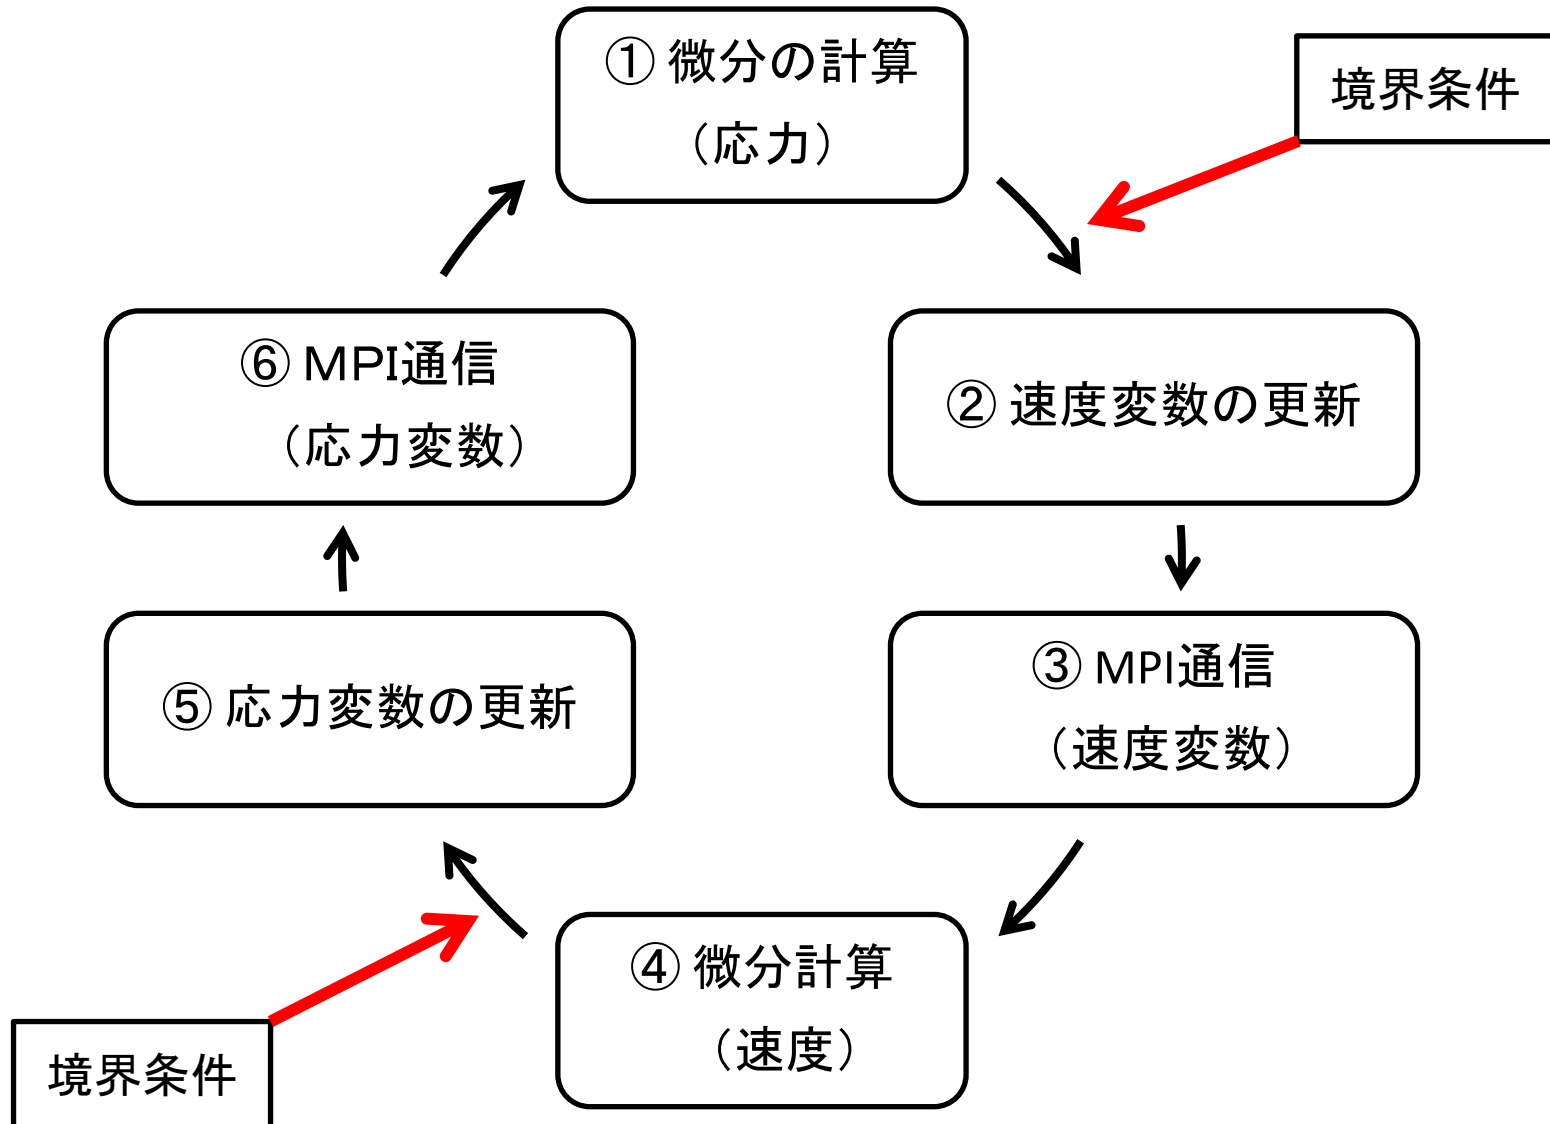 ① 微分の計算
（応力）
境界条件
② 速度変数の更新
③ MPI通信
（速度変数）
④ 微分計算
（速度）
境界条件
⑤ 応力変数の更新
⑥ MPI通信
（応力変数）